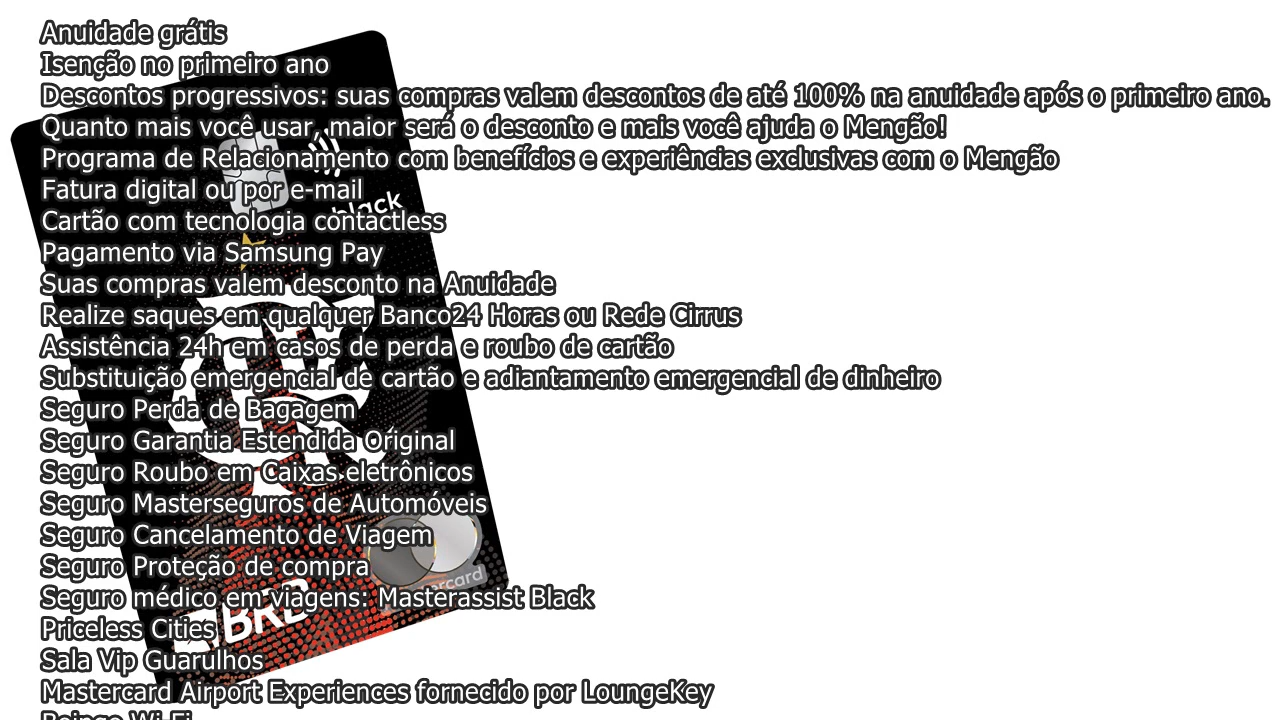 Anuidade grátis
Isenção no primeiro ano
Descontos progressivos: suas compras valem descontos de até 100% na anuidade após o primeiro ano.
Quanto mais você usar, maior será o desconto e mais você ajuda o Mengão!
Programa de Relacionamento com benefícios e experiências exclusivas com o Mengão
Fatura digital ou por e-mail
black
Cartão com tecnologia contactless
Pagamento via Samsung Pay
Suas compras valem desconto na Anuidade
Realize saques em qualquer Banco24 Horas ou Rede Cirrus
Assistência 24h em casos de perda e roubo de cartão
Substituição emergencial de cartão e adiantamento emergencial de dinheiro
Seguro Perda de Bagagem
Seguro Garantia Estendida Original
Seguro Roubo em Caixas eletrônicos
Seguro Masterseguros de Automóveis
Seguro Cancelamento de Viagem
Seguro Proteção de compra
mastercard
Seguro médico em viagens: Masterassist Black
BRB
Priceless Cities
Sala Vip Guarulhos
Mastercard Airport Experiences fornecido por LoungeKey
Boingo Wi-Fi